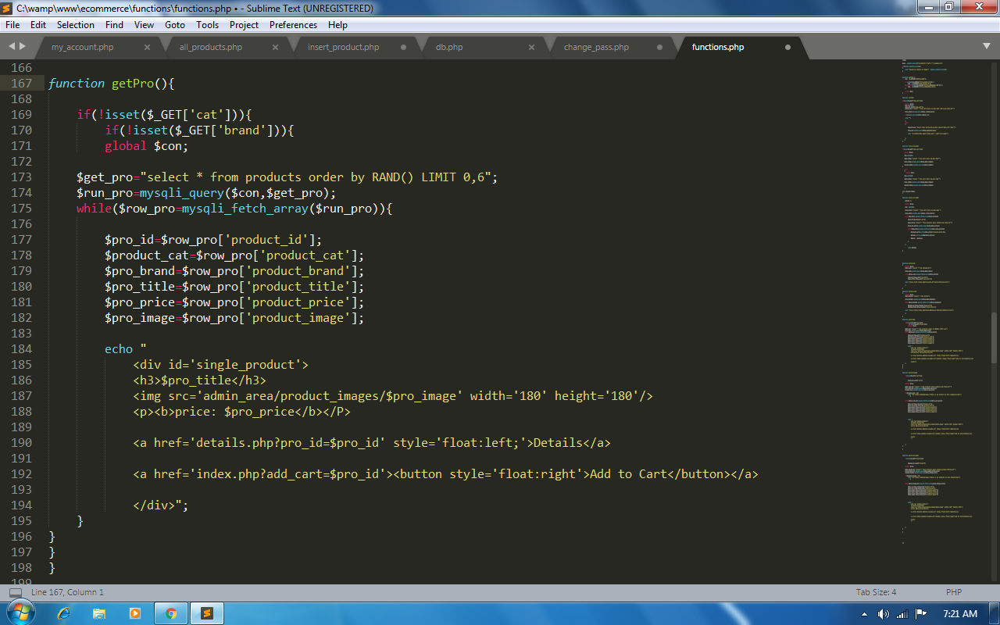 C:\wamp\www\ecommerce\functions\functions.php • - Sublime Text (UNREGISTERED)
File Edit Selection Find View Goto Tools Project Preferences Help
my_account.php all_products.php insert_product.php db.php change_pass.php functions.php
166
167 function getPro(){
168
169 if(!isset($_GET['cat'])){
170 if(!isset($_GET['brand'])){
171 global $con;
172
173 $get_pro="select * from products order by RAND() LIMIT 0,6";
174 $run_pro=mysqli_query($con,$get_pro);
175 while($row_pro=mysqli_fetch_array($run_pro)){
176
177 $pro_id=$row_pro['product_id'];
178 $product_cat=$row_pro['product_cat'];
179 $pro_brand=$row_pro['product_brand'];
180 $pro_title=$row_pro['product_title'];
181 $pro_price=$row_pro['product_price'];
182 $pro_image=$row_pro['product_image'];
183
184 echo "
185 <div id='single_product'>
186 <h3>$pro_title</h3>
187 <img src='admin_area/product_images/$pro_image' width='180' height='180'/>
188 <p><b>price: $pro_price</b></P>
189
190 <a href='details.php?pro_id=$pro_id' style='float:left;'>Details</a>
191
192 <a href='index.php?add_cart=$pro_id'><button style='float:right'>Add to Cart</button></a>
193
194 </div>";
195 }
196 }
197 }
198 }
199
Line 167, Column 1 Tab Size: 4 PHP
7:21 AM